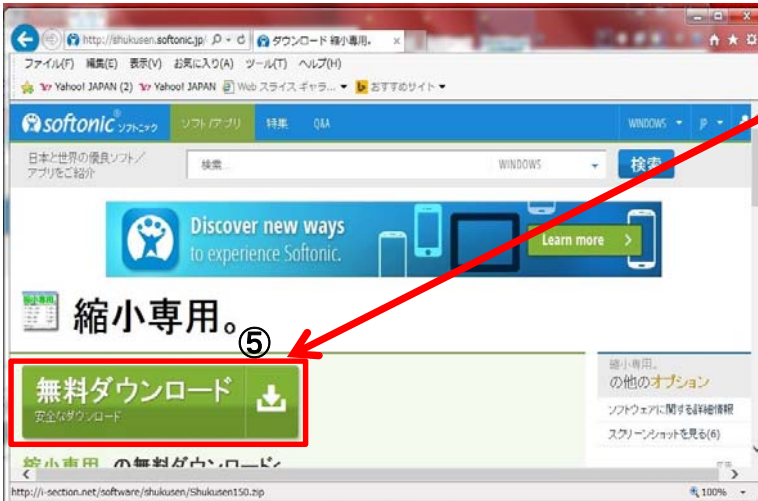 http://shukusen.softonic.jp/
ダウンロード 縮小専用。
ファイル(F) 編集(E) 表示(V) お気に入り(A) ツール(T) ヘルプ(H)
Yahoo! JAPAN (2) Yahoo! JAPAN Web スライス ギャラ... おすすめサイト
softonic ソフトニック ソフト/アプリ 特集 Q&A WINDOWS JP
日本と世界の優良ソフト/
アプリをご紹介
検索... WINDOWS 検索
Discover new ways
to experience Softonic.
Learn more
縮小専用。
⑤
無料ダウンロード
安全なダウンロード
縮小専用。
の他のオプション
ソフトウェアに関する詳細情報
スクリーンショットを見る(6)
縮小専用。の無料ダウンロード
http://i-section.net/software/shukusen/Shukusen150.zip
100%